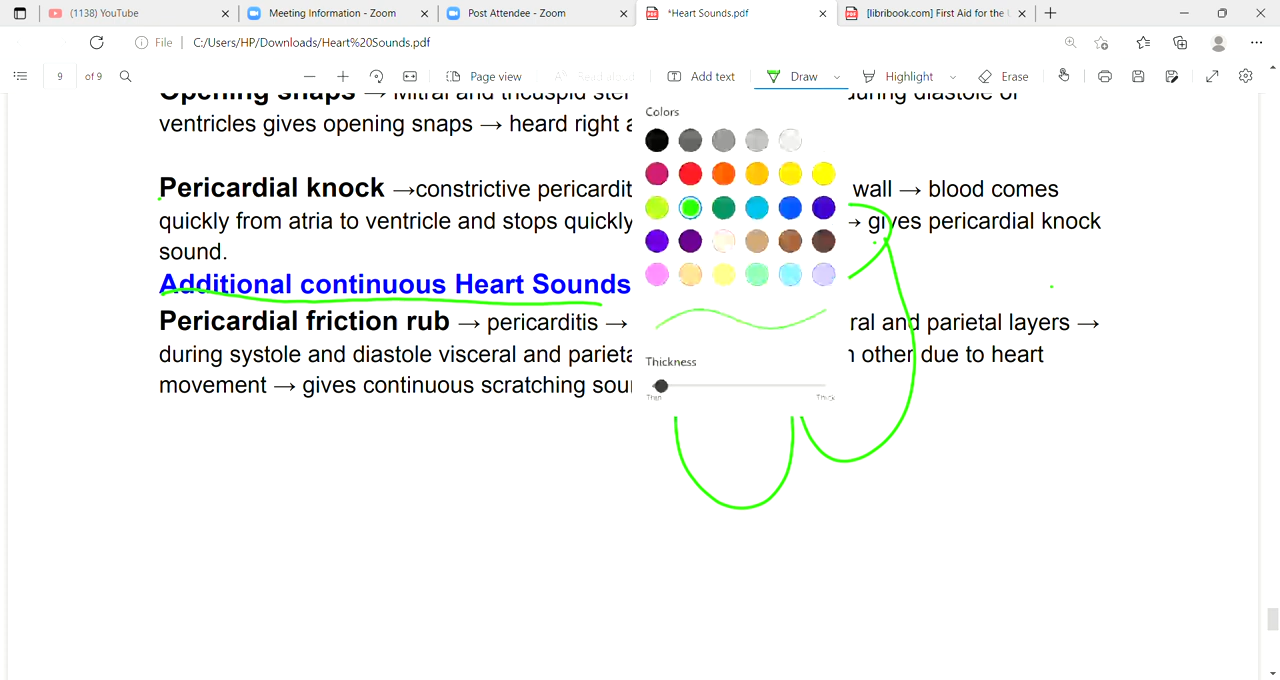 (1138) YouTube
Meeting Information - Zoom
Post Attendee - Zoom
*Heart Sounds.pdf
[libribook.com] First Aid for the
File C:/Users/HP/Downloads/Heart%20Sounds.pdf
9 of 9 Page view Read aloud Add text Draw Highlight Erase
Opening snaps → Mitral and tricuspid during diastole of
ventricles gives opening snaps → heard right
Pericardial knock →constrictive wall → blood comes
quickly from atria to ventricle and stops quickly → gives pericardial knock
sound.
Additional continuous Heart Sounds
Pericardial friction rub → pericarditis → and parietal layers →
during systole and diastole visceral and other due to heart
movement → gives continuous scratching
Colors
Thickness
Thin Thick